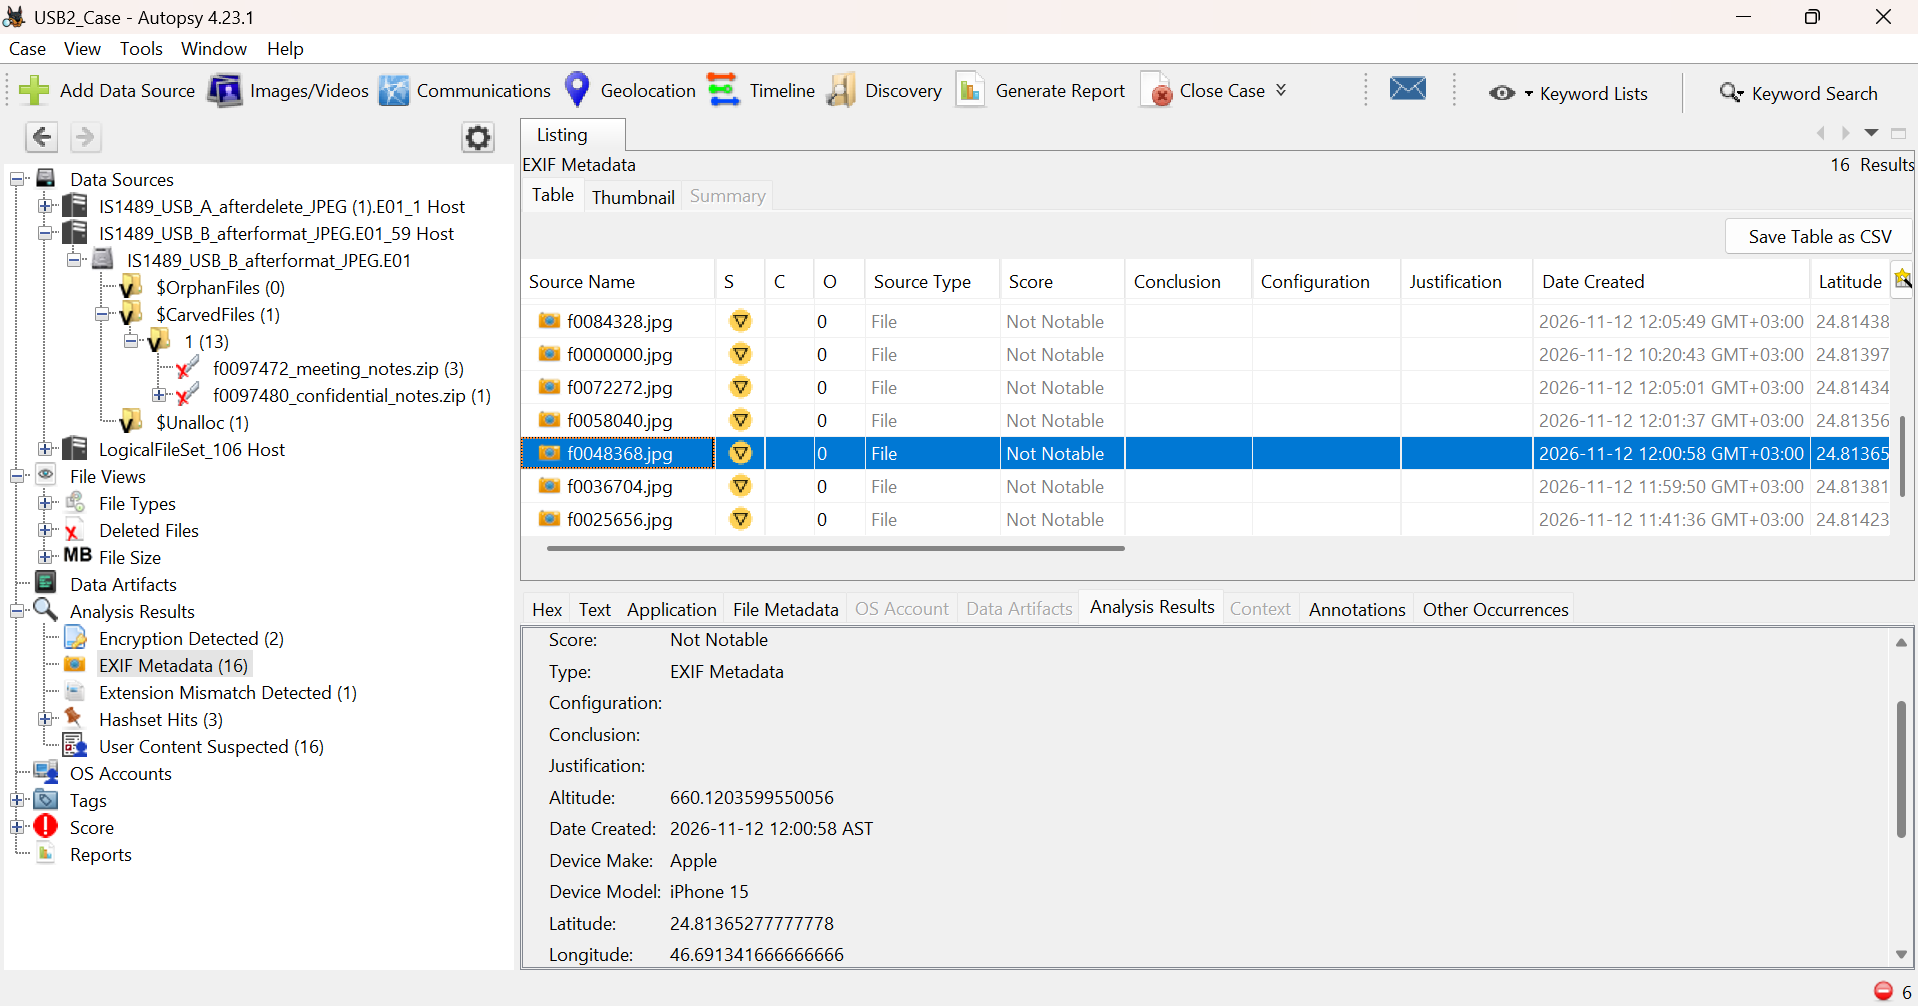 USB2_Case - Autopsy 4.23.1
Case View Tools Window Help
Add Data Source Images/Videos Communications Geolocation Timeline Discovery Generate Report Close Case Keyword Lists Keyword Search
Data Sources
IS1489_USB_A_afterdelete_JPEG (1).E01_1 Host
IS1489_USB_B_afterformat_JPEG.E01_59 Host
IS1489_USB_B_afterformat_JPEG.E01
$OrphanFiles (0)
$CarvedFiles (1)
1 (13)
f0097472_meeting_notes.zip (3)
f0097480_confidential_notes.zip (1)
$Unalloc (1)
LogicalFileSet_106 Host
File Views
File Types
Deleted Files
MB File Size
Data Artifacts
Analysis Results
Encryption Detected (2)
EXIF Metadata (16)
Extension Mismatch Detected (1)
Hashset Hits (3)
User Content Suspected (16)
OS Accounts
Tags
Score
Reports
Listing
EXIF Metadata 16 Results
Table Thumbnail Summary
Save Table as CSV
Source Name S C O Source Type Score Conclusion Configuration Justification Date Created Latitude
f0084328.jpg 0 File Not Notable 2026-11-12 12:05:49 GMT+03:00 24.81438
f0000000.jpg 0 File Not Notable 2026-11-12 10:20:43 GMT+03:00 24.81397
f0072272.jpg 0 File Not Notable 2026-11-12 12:05:01 GMT+03:00 24.81434
f0058040.jpg 0 File Not Notable 2026-11-12 12:01:37 GMT+03:00 24.81356
f0048368.jpg 0 File Not Notable 2026-11-12 12:00:58 GMT+03:00 24.81365
f0036704.jpg 0 File Not Notable 2026-11-12 11:59:50 GMT+03:00 24.81381
f0025656.jpg 0 File Not Notable 2026-11-12 11:41:36 GMT+03:00 24.81423
Hex Text Application File Metadata OS Account Data Artifacts Analysis Results Context Annotations Other Occurrences
Score: Not Notable
Type: EXIF Metadata
Configuration:
Conclusion:
Justification:
Altitude: 660.1203599550056
Date Created: 2026-11-12 12:00:58 AST
Device Make: Apple
Device Model: iPhone 15
Latitude: 24.81365277777778
Longitude: 46.691341666666666
6